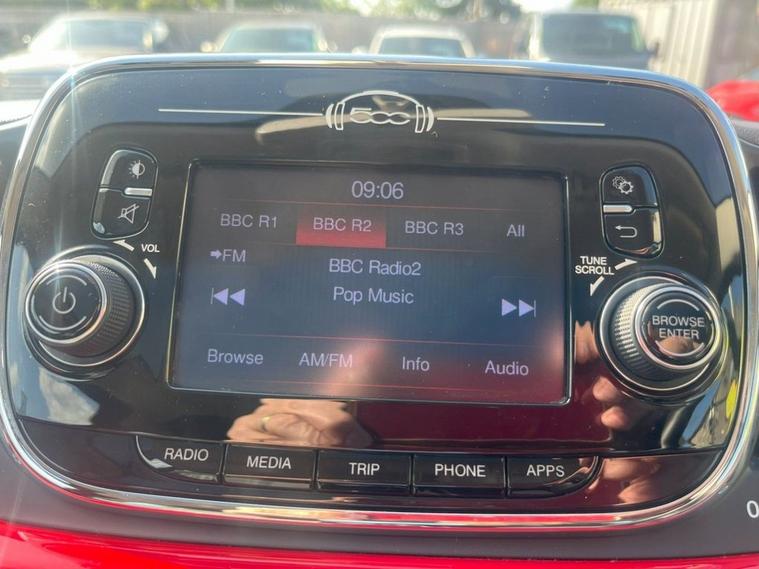 500
09:06
BBC R1 BBC R2 BBC R3 All
FM
BBC Radio2
Pop Music
Browse AM/FM Info Audio
VOL
TUNE
SCROLL
BROWSE
ENTER
RADIO MEDIA TRIP PHONE APPS
0